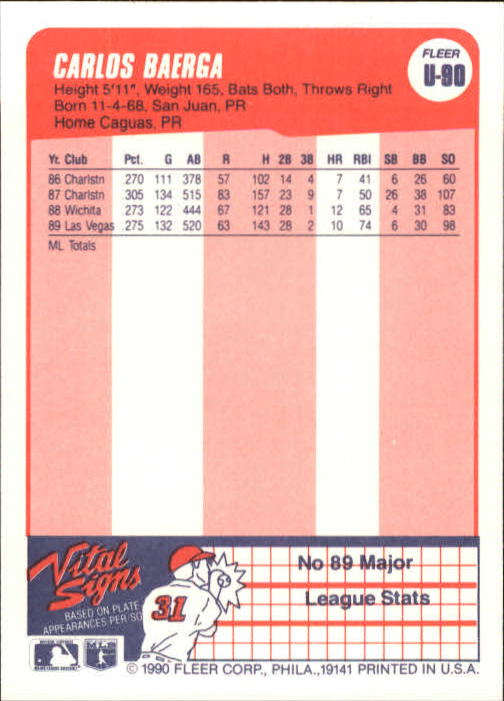 CARLOS BAERGA
FLEER
U-90
Height 5'11", Weight 165, Bats Both, Throws Right
Born 11-4-68, San Juan, PR
Home Caguas, PR
Yr. Club Pct. G AB R H 2B 3B HR RBI SB BB SO
86 Charlstn 270 111 378 57 102 14 4 7 41 6 26 60
87 Charlstn 305 134 515 83 157 23 9 7 50 26 38 107
88 Wichita 273 122 444 67 121 28 1 12 65 4 31 83
89 Las Vegas .275 132 520 63 143 28 2 10 74 6 30 98
ML Totals
Vital
Signs
BASED ON PLATE
APPEARANCES PER/SO
31
No 89 Major
League Stats
© 1990 FLEER CORP., PHILA.,19141 PRINTED IN U.S.A.